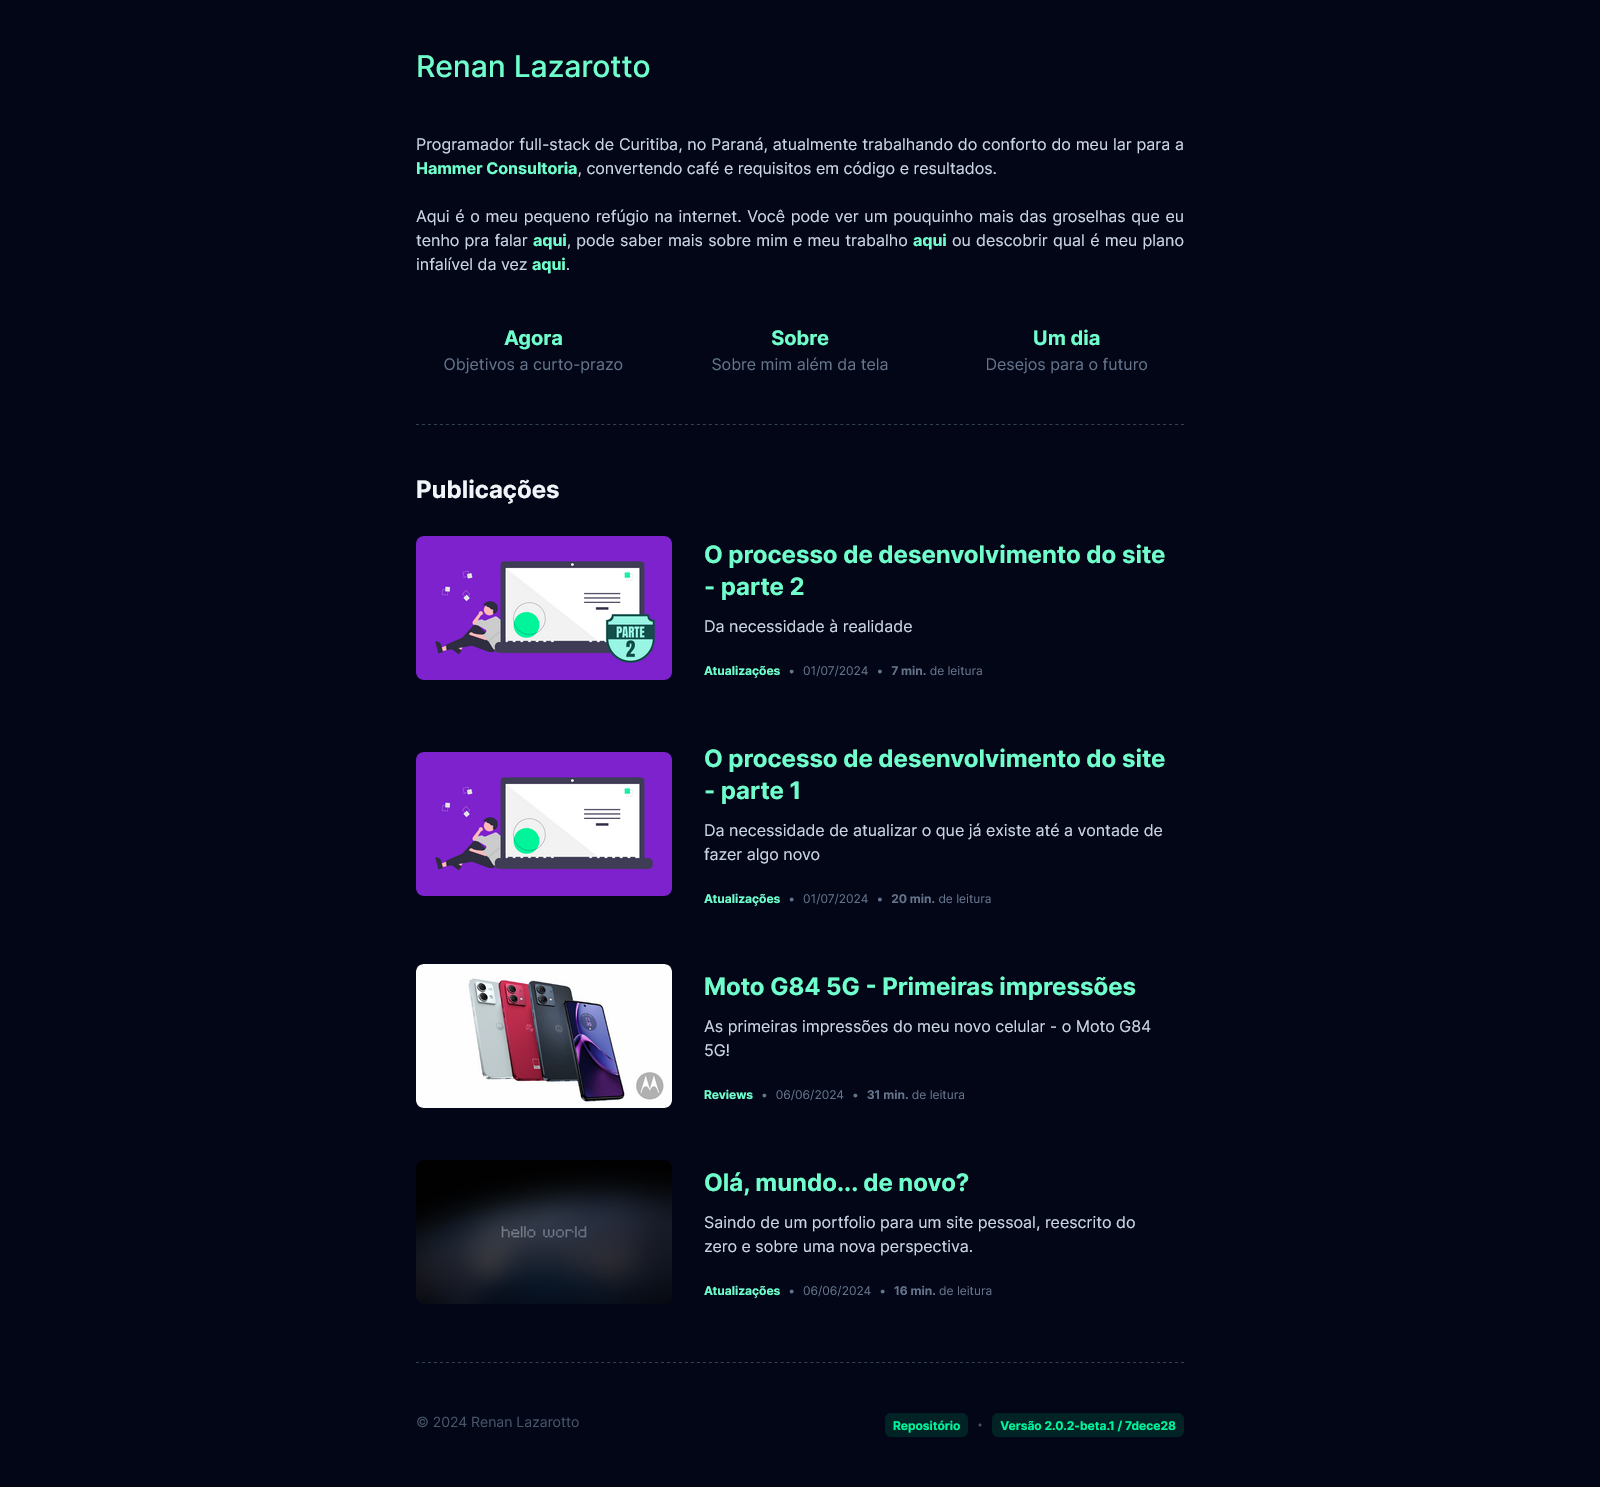 Renan Lazarotto
Programador full-stack de Curitiba, no Paraná, atualmente trabalhando do conforto do meu lar para a
Hammer Consultoria, convertendo café e requisitos em código e resultados.
Aqui é o meu pequeno refúgio na internet. Você pode ver um pouquinho mais das groselhas que eu
tenho pra falar aqui, pode saber mais sobre mim e meu trabalho aqui ou descobrir qual é meu plano
infalível da vez aqui.
Agora
Objetivos a curto-prazo
Sobre
Sobre mim além da tela
Um dia
Desejos para o futuro
Publicações
PARTE
2
O processo de desenvolvimento do site
- parte 2
Da necessidade à realidade
Atualizações • 01/07/2024 • 7 min. de leitura
O processo de desenvolvimento do site
- parte 1
Da necessidade de atualizar o que já existe até a vontade de
fazer algo novo
Atualizações • 01/07/2024 • 20 min. de leitura
Moto G84 5G - Primeiras impressões
As primeiras impressões do meu novo celular - o Moto G84
5G!
Reviews • 06/06/2024 • 31 min. de leitura
hello world
Olá, mundo... de novo?
Saindo de um portfolio para um site pessoal, reescrito do
zero e sobre uma nova perspectiva.
Atualizações • 06/06/2024 • 16 min. de leitura
© 2024 Renan Lazarotto
Repositório • Versão 2.0.2-beta.1 / 7dece28